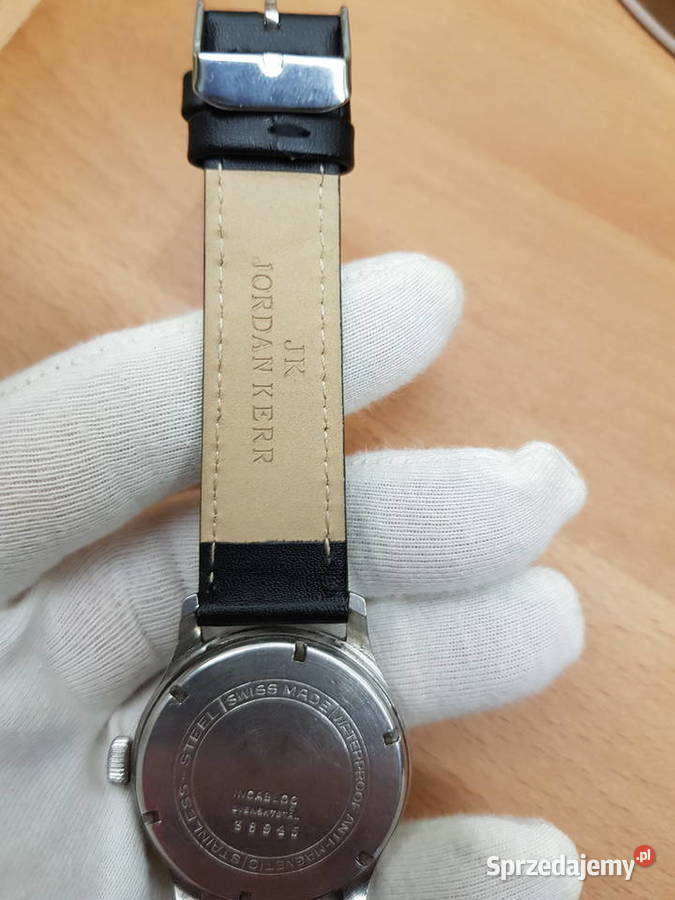 JK
JORDAN KERR
STAINLESS - STEEL | SWISS MADE | WATERPROOF ANTI-MAGNETIC |
INCABLOC
38945
Sprzedajemy.pl